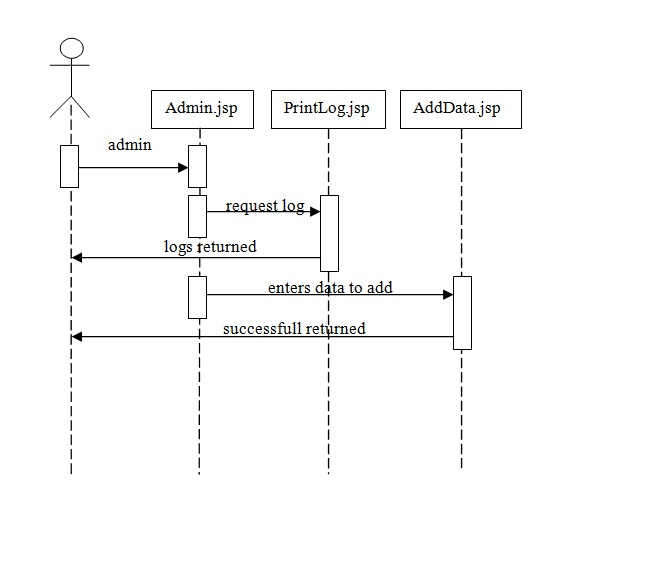 Admin.jsp
PrintLog.jsp
AddData.jsp
admin
request log
logs returned
enters data to add
successfull returned